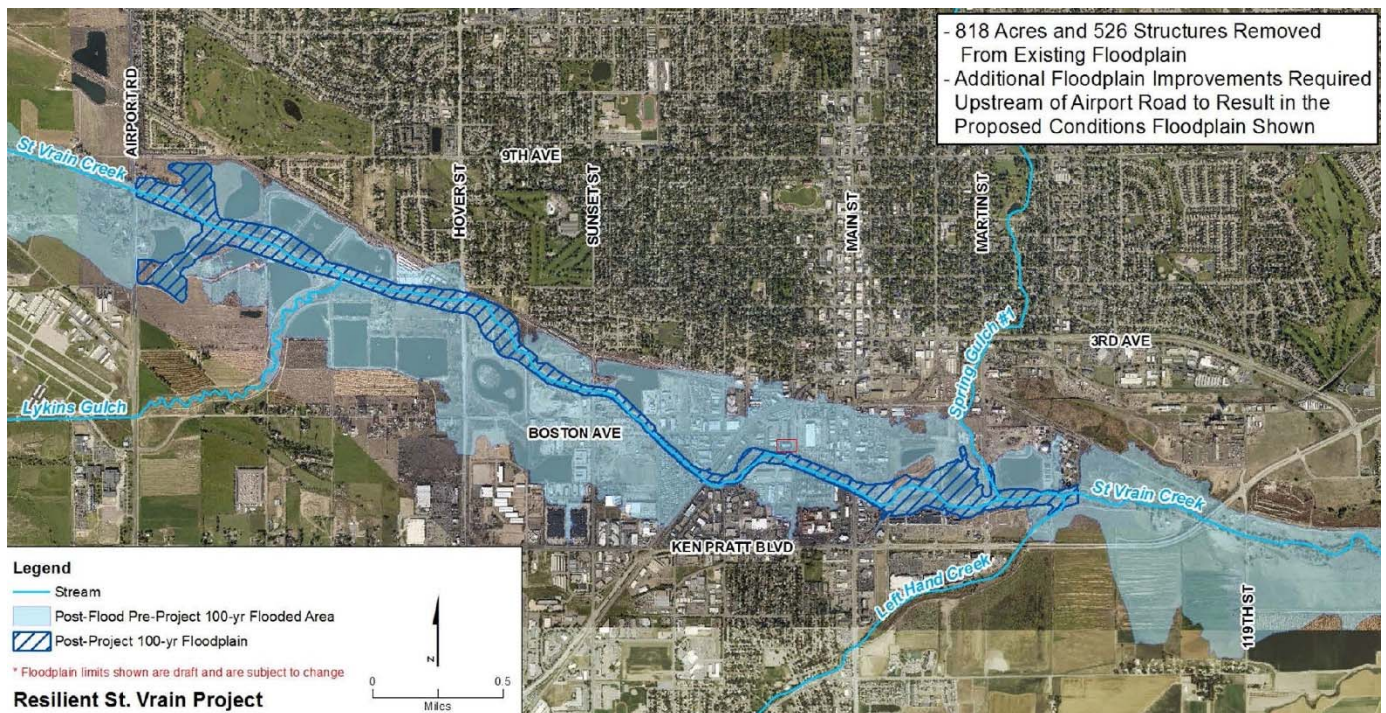 - 818 Acres and 526 Structures Removed
From Existing Floodplain
- Additional Floodplain Improvements Required
Upstream of Airport Road to Result in the
Proposed Conditions Floodplain Shown
AIRPORT RD
St Vrain Creek
9TH AVE
HOVER ST
SUNSET ST
MAIN ST
MARTIN ST
Spring Gulch #1
3RD AVE
Lykins Gulch
BOSTON AVE
St Vrain Creek
KEN PRATT BLVD
Left Hand Creek
119TH ST
Legend
Stream
Post-Flood Pre-Project 100-yr Flooded Area
Post-Project 100-yr Floodplain
* Floodplain limits shown are draft and are subject to change
Resilient St. Vrain Project
N
0 0.5
Miles